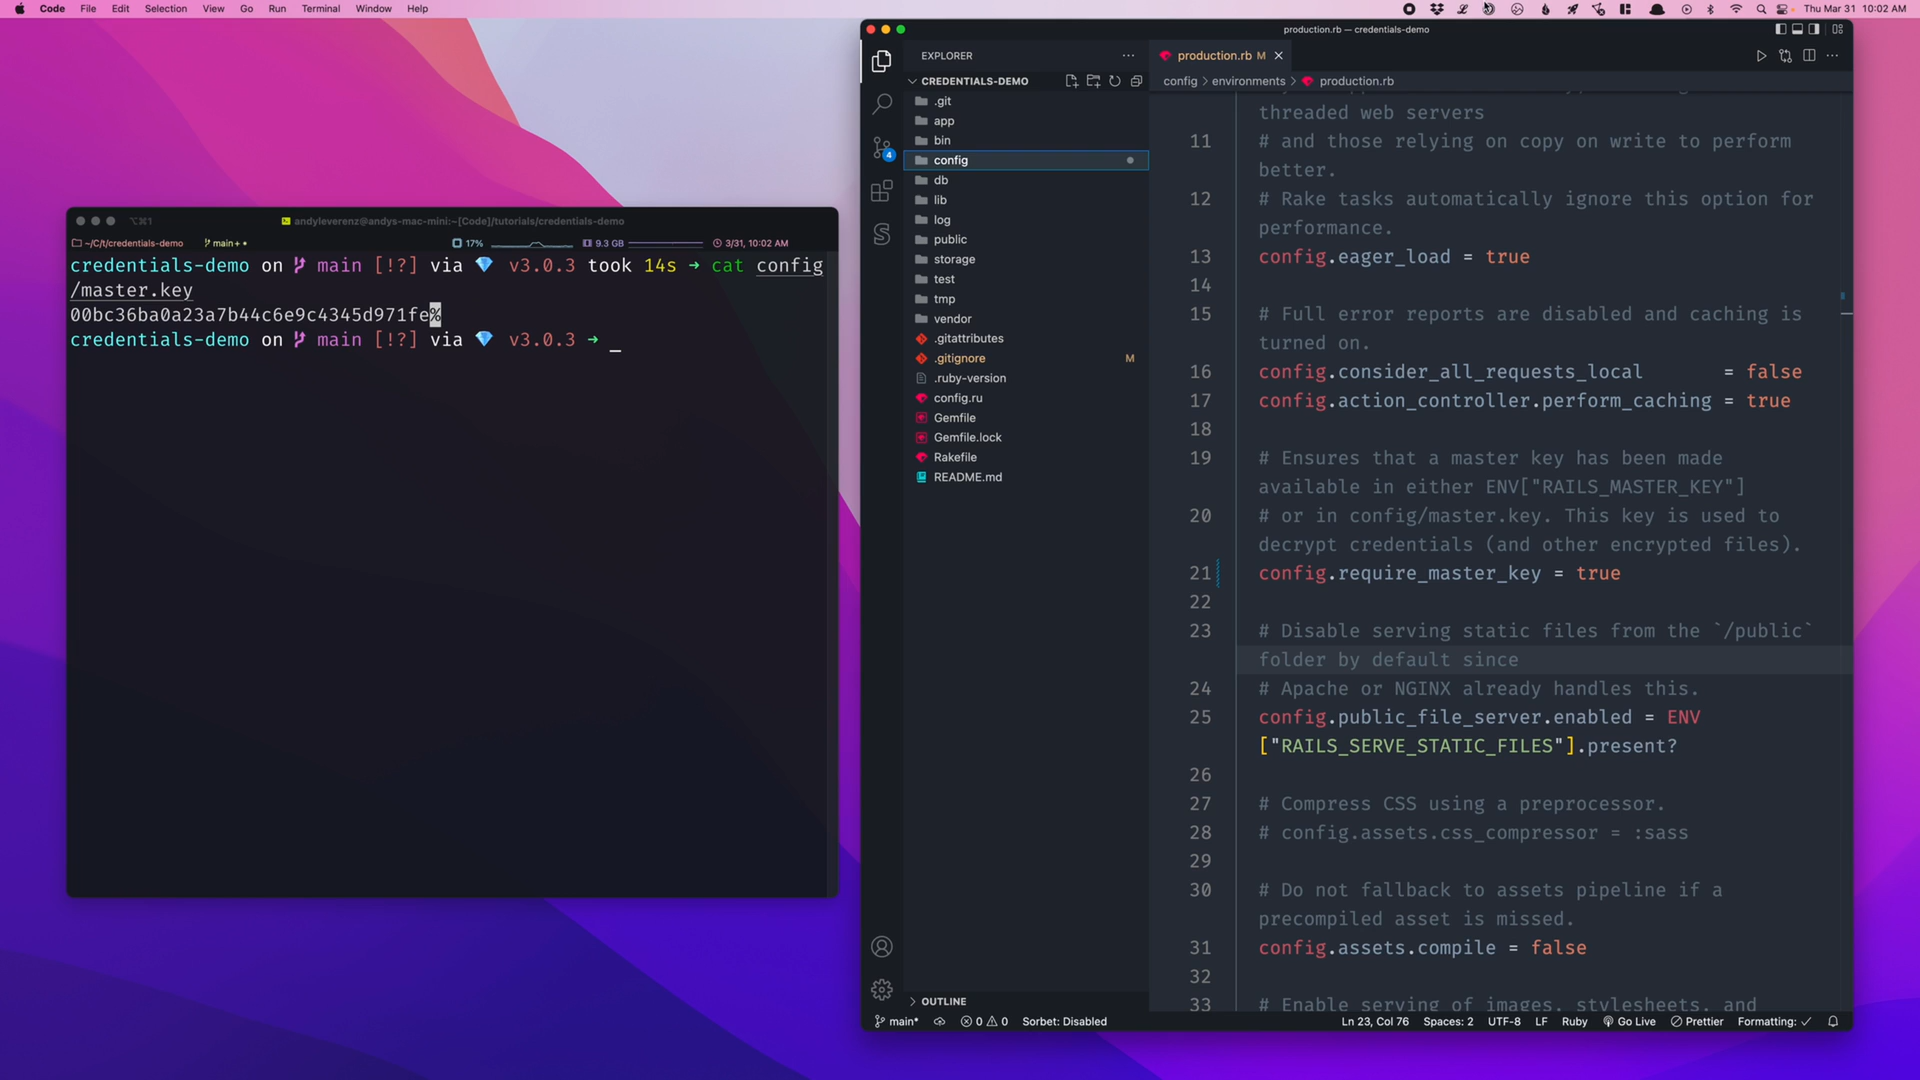 Code File Edit Selection View Go Run Terminal Window Help
Thu Mar 31 10:02 AM
⌥⌘1
andyleverenz@andys-mac-mini:~[Code]/tutorials/credentials-demo
~/C/t/credentials-demo
main+ •
17%
9.3 GB
3/31, 10:02 AM
credentials-demo on main [!?] via v3.0.3 took 14s → cat config
/master.key
00bc36ba0a23a7b44c6e9c4345d971fe%
credentials-demo on main [!?] via v3.0.3 → _
production.rb — credentials-demo
EXPLORER
CREDENTIALS-DEMO
.git
app
bin
config
db
lib
log
public
storage
test
tmp
vendor
.gitattributes
.gitignore M
.ruby-version
config.ru
Gemfile
Gemfile.lock
Rakefile
README.md
OUTLINE
4
production.rb M
config > environments > production.rb
threaded web servers
11 # and those relying on copy on write to perform
better.
12 # Rake tasks automatically ignore this option for
performance.
13 config.eager_load = true
14
15 # Full error reports are disabled and caching is
turned on.
16 config.consider_all_requests_local = false
17 config.action_controller.perform_caching = true
18
19 # Ensures that a master key has been made
available in either ENV["RAILS_MASTER_KEY"]
20 # or in config/master.key. This key is used to
decrypt credentials (and other encrypted files).
21 config.require_master_key = true
22
23 # Disable serving static files from the `/public`
folder by default since
24 # Apache or NGINX already handles this.
25 config.public_file_server.enabled = ENV
["RAILS_SERVE_STATIC_FILES"].present?
26
27 # Compress CSS using a preprocessor.
28 # config.assets.css_compressor = :sass
29
30 # Do not fallback to assets pipeline if a
precompiled asset is missed.
31 config.assets.compile = false
32
33 # Enable serving of images, stylesheets, and
main* 0 0 Sorbet: Disabled
Ln 23, Col 76 Spaces: 2 UTF-8 LF Ruby Go Live Prettier Formatting: ✓